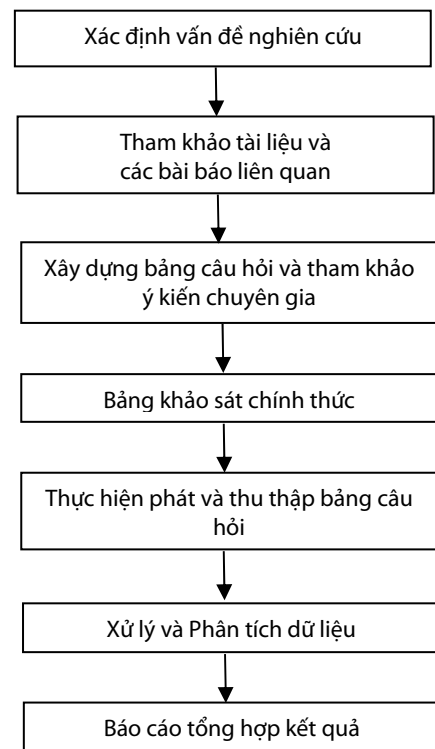 Xác định vấn đề nghiên cứu
Tham khảo tài liệu và
các bài báo liên quan
Xây dựng bảng câu hỏi và tham khảo
ý kiến chuyên gia
Bảng khảo sát chính thức
Thực hiện phát và thu thập bảng câu
hỏi
Xử lý và Phân tích dữ liệu
Báo cáo tổng hợp kết quả